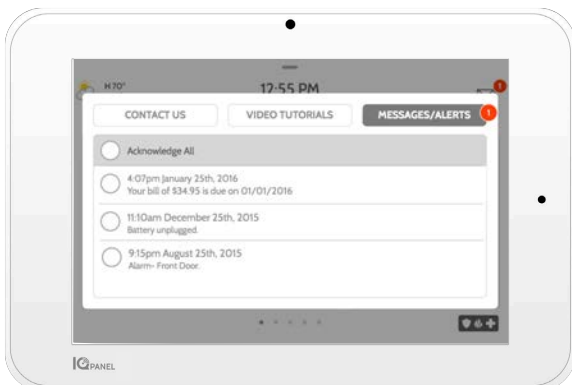 H 70°
12:55 PM
1
CONTACT US
VIDEO TUTORIALS
MESSAGES/ALERTS
1
Acknowledge All
4:07pm January 25th, 2016
Your bill of $34.95 is due on 01/01/2016
11:10am December 25th, 2015
Battery unplugged.
9:15pm August 25th, 2015
Alarm- Front Door.
IQ PANEL